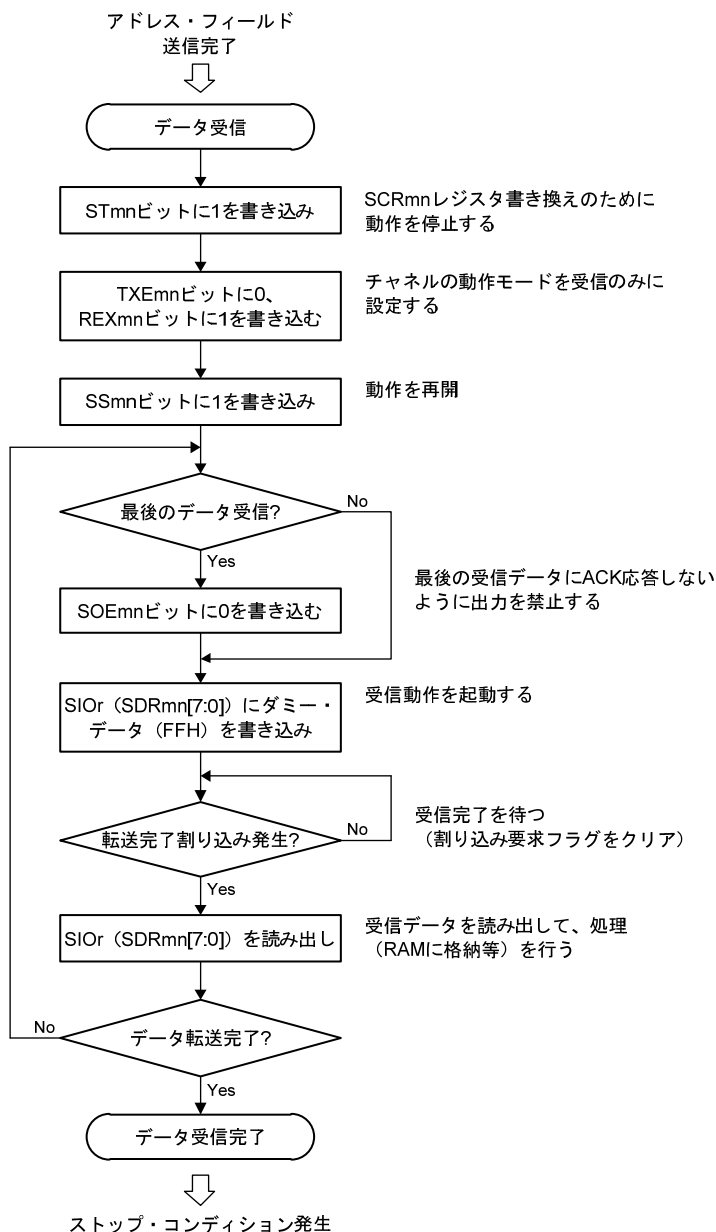 アドレス・フィールド
送信完了
データ受信
STmnビットに1を書き込み
SCRmnレジスタ書き換えのために
動作を停止する
TXEmnビットに0、
REXmnビットに1を書き込む
チャネルの動作モードを受信のみに
設定する
SSmnビットに1を書き込み
動作を再開
最後のデータ受信?
No
Yes
最後の受信データにACK応答しない
ように出力を禁止する
SOEmnビットに0を書き込む
SIOr（SDRmn[7:0]）にダミー・
データ（FFH）を書き込み
受信動作を起動する
転送完了割り込み発生?
No
受信完了を待つ
（割り込み要求フラグをクリア）
Yes
SIOr（SDRmn[7:0]）を読み出し
受信データを読み出して、処理
（RAMに格納等）を行う
No
データ転送完了?
Yes
データ受信完了
ストップ・コンディション発生